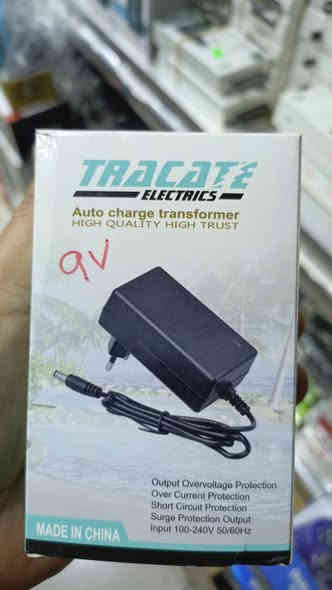 TRACATE
ELECTRICS
Auto charge transformer
HIGH QUALITY HIGH TRUST
9V
Output Overvoltage Protection
Over Current Protection
Short Circuit Protection
Surge Protection Output
Input 100-240V 50/60Hz
MADE IN CHINA